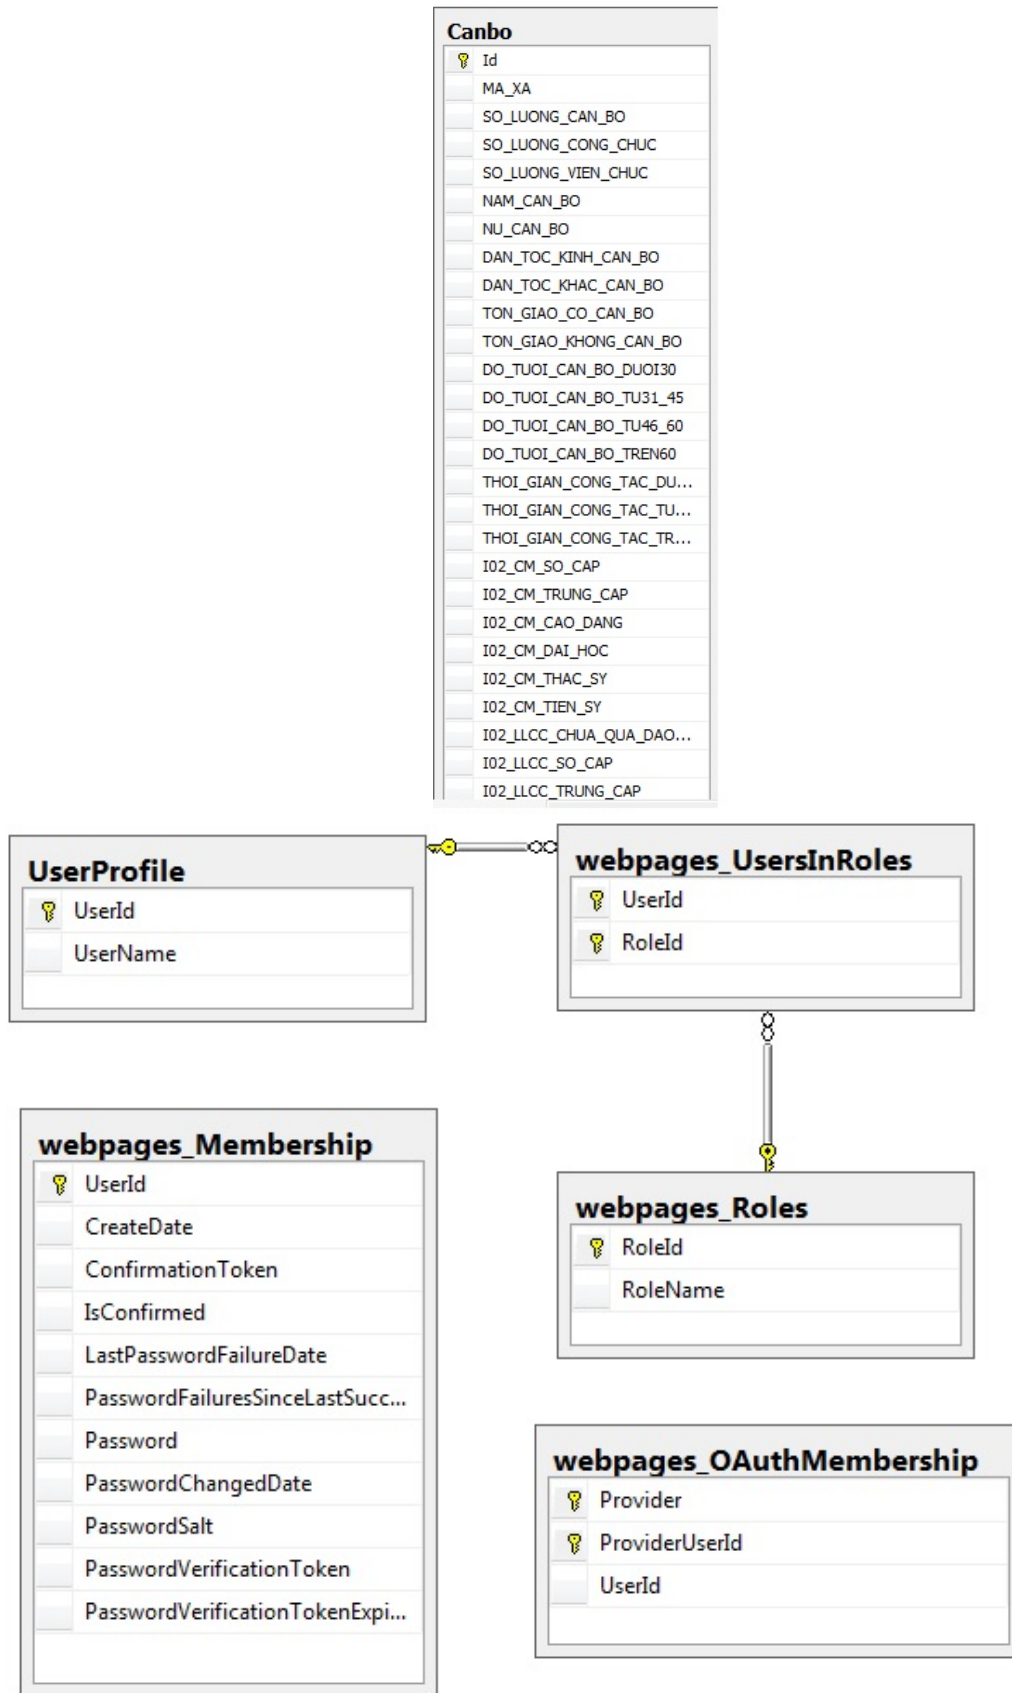 Canbo
Id
MA_XA
SO_LUONG_CAN_BO
SO_LUONG_CONG_CHUC
SO_LUONG_VIEN_CHUC
NAM_CAN_BO
NU_CAN_BO
DAN_TOC_KINH_CAN_BO
DAN_TOC_KHAC_CAN_BO
TON_GIAO_CO_CAN_BO
TON_GIAO_KHONG_CAN_BO
DO_TUOI_CAN_BO_DUOI30
DO_TUOI_CAN_BO_TU31_45
DO_TUOI_CAN_BO_TU46_60
DO_TUOI_CAN_BO_TREN60
THOI_GIAN_CONG_TAC_DU...
THOI_GIAN_CONG_TAC_TU...
THOI_GIAN_CONG_TAC_TR...
I02_CM_SO_CAP
I02_CM_TRUNG_CAP
I02_CM_CAO_DANG
I02_CM_DAI_HOC
I02_CM_THAC_SY
I02_CM_TIEN_SY
I02_LLCC_CHUA_QUA_DAO...
I02_LLCC_SO_CAP
I02_LLCC_TRUNG_CAP
UserProfile
UserId
UserName
webpages_UsersInRoles
UserId
RoleId
webpages_Membership
UserId
CreateDate
ConfirmationToken
IsConfirmed
LastPasswordFailureDate
PasswordFailuresSinceLastSucc...
Password
PasswordChangedDate
PasswordSalt
PasswordVerificationToken
PasswordVerificationTokenExpi...
webpages_Roles
RoleId
RoleName
webpages_OAuthMembership
Provider
ProviderUserId
UserId